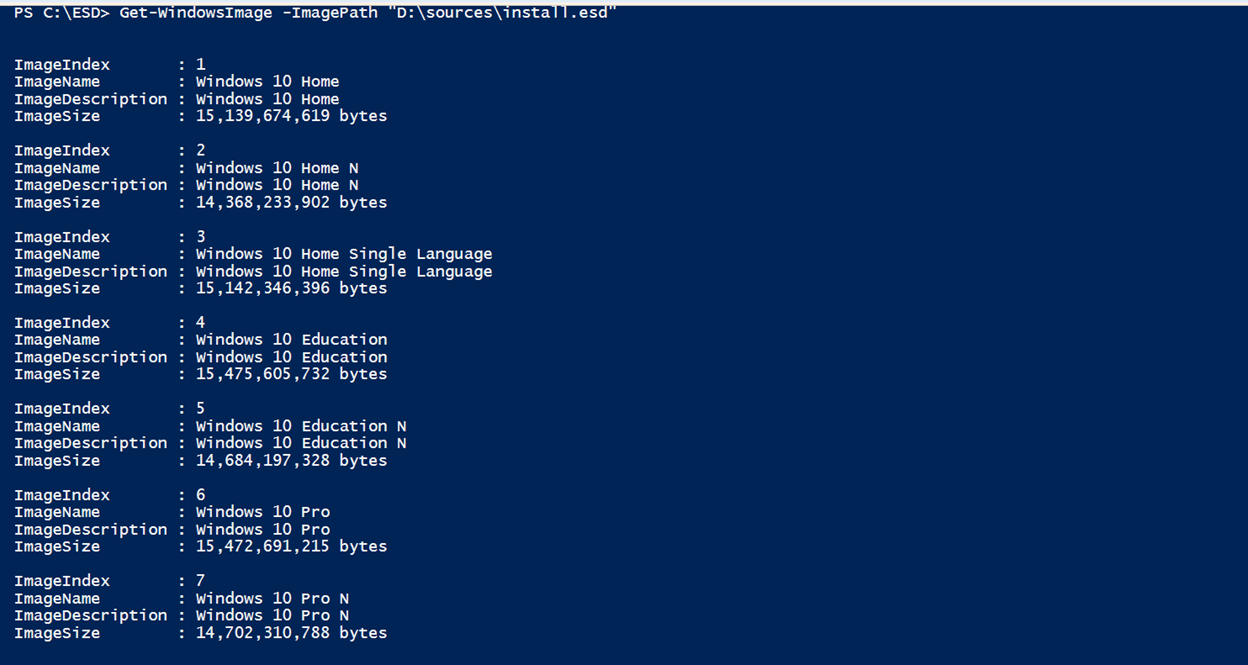 PS C:\ESD> Get-WindowsImage -ImagePath "D:\sources\install.esd"
ImageIndex : 1
ImageName : Windows 10 Home
ImageDescription : Windows 10 Home
ImageSize : 15,139,674,619 bytes
ImageIndex : 2
ImageName : Windows 10 Home N
ImageDescription : Windows 10 Home N
ImageSize : 14,368,233,902 bytes
ImageIndex : 3
ImageName : Windows 10 Home Single Language
ImageDescription : Windows 10 Home Single Language
ImageSize : 15,142,346,396 bytes
ImageIndex : 4
ImageName : Windows 10 Education
ImageDescription : Windows 10 Education
ImageSize : 15,475,605,732 bytes
ImageIndex : 5
ImageName : Windows 10 Education N
ImageDescription : Windows 10 Education N
ImageSize : 14,684,197,328 bytes
ImageIndex : 6
ImageName : Windows 10 Pro
ImageDescription : Windows 10 Pro
ImageSize : 15,472,691,215 bytes
ImageIndex : 7
ImageName : Windows 10 Pro N
ImageDescription : Windows 10 Pro N
ImageSize : 14,702,310,788 bytes